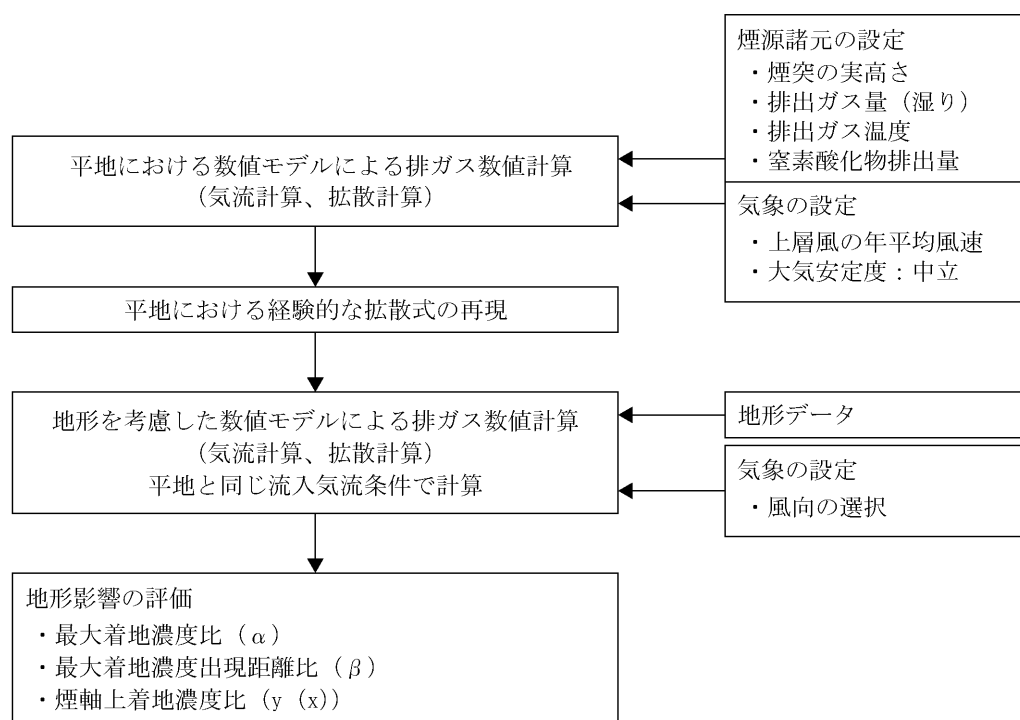 煙源諸元の設定
・煙突の実高さ
・排出ガス量（湿り）
・排出ガス温度
・窒素酸化物排出量
平地における数値モデルによる排ガス数値計算
（気流計算、拡散計算）
気象の設定
・上層風の年平均風速
・大気安定度：中立
平地における経験的な拡散式の再現
地形を考慮した数値モデルによる排ガス数値計算
（気流計算、拡散計算）
平地と同じ流入気流条件で計算
地形データ
気象の設定
・風向の選択
地形影響の評価
・最大着地濃度比（α）
・最大着地濃度出現距離比（β）
・煙軸上着地濃度比（y（x））